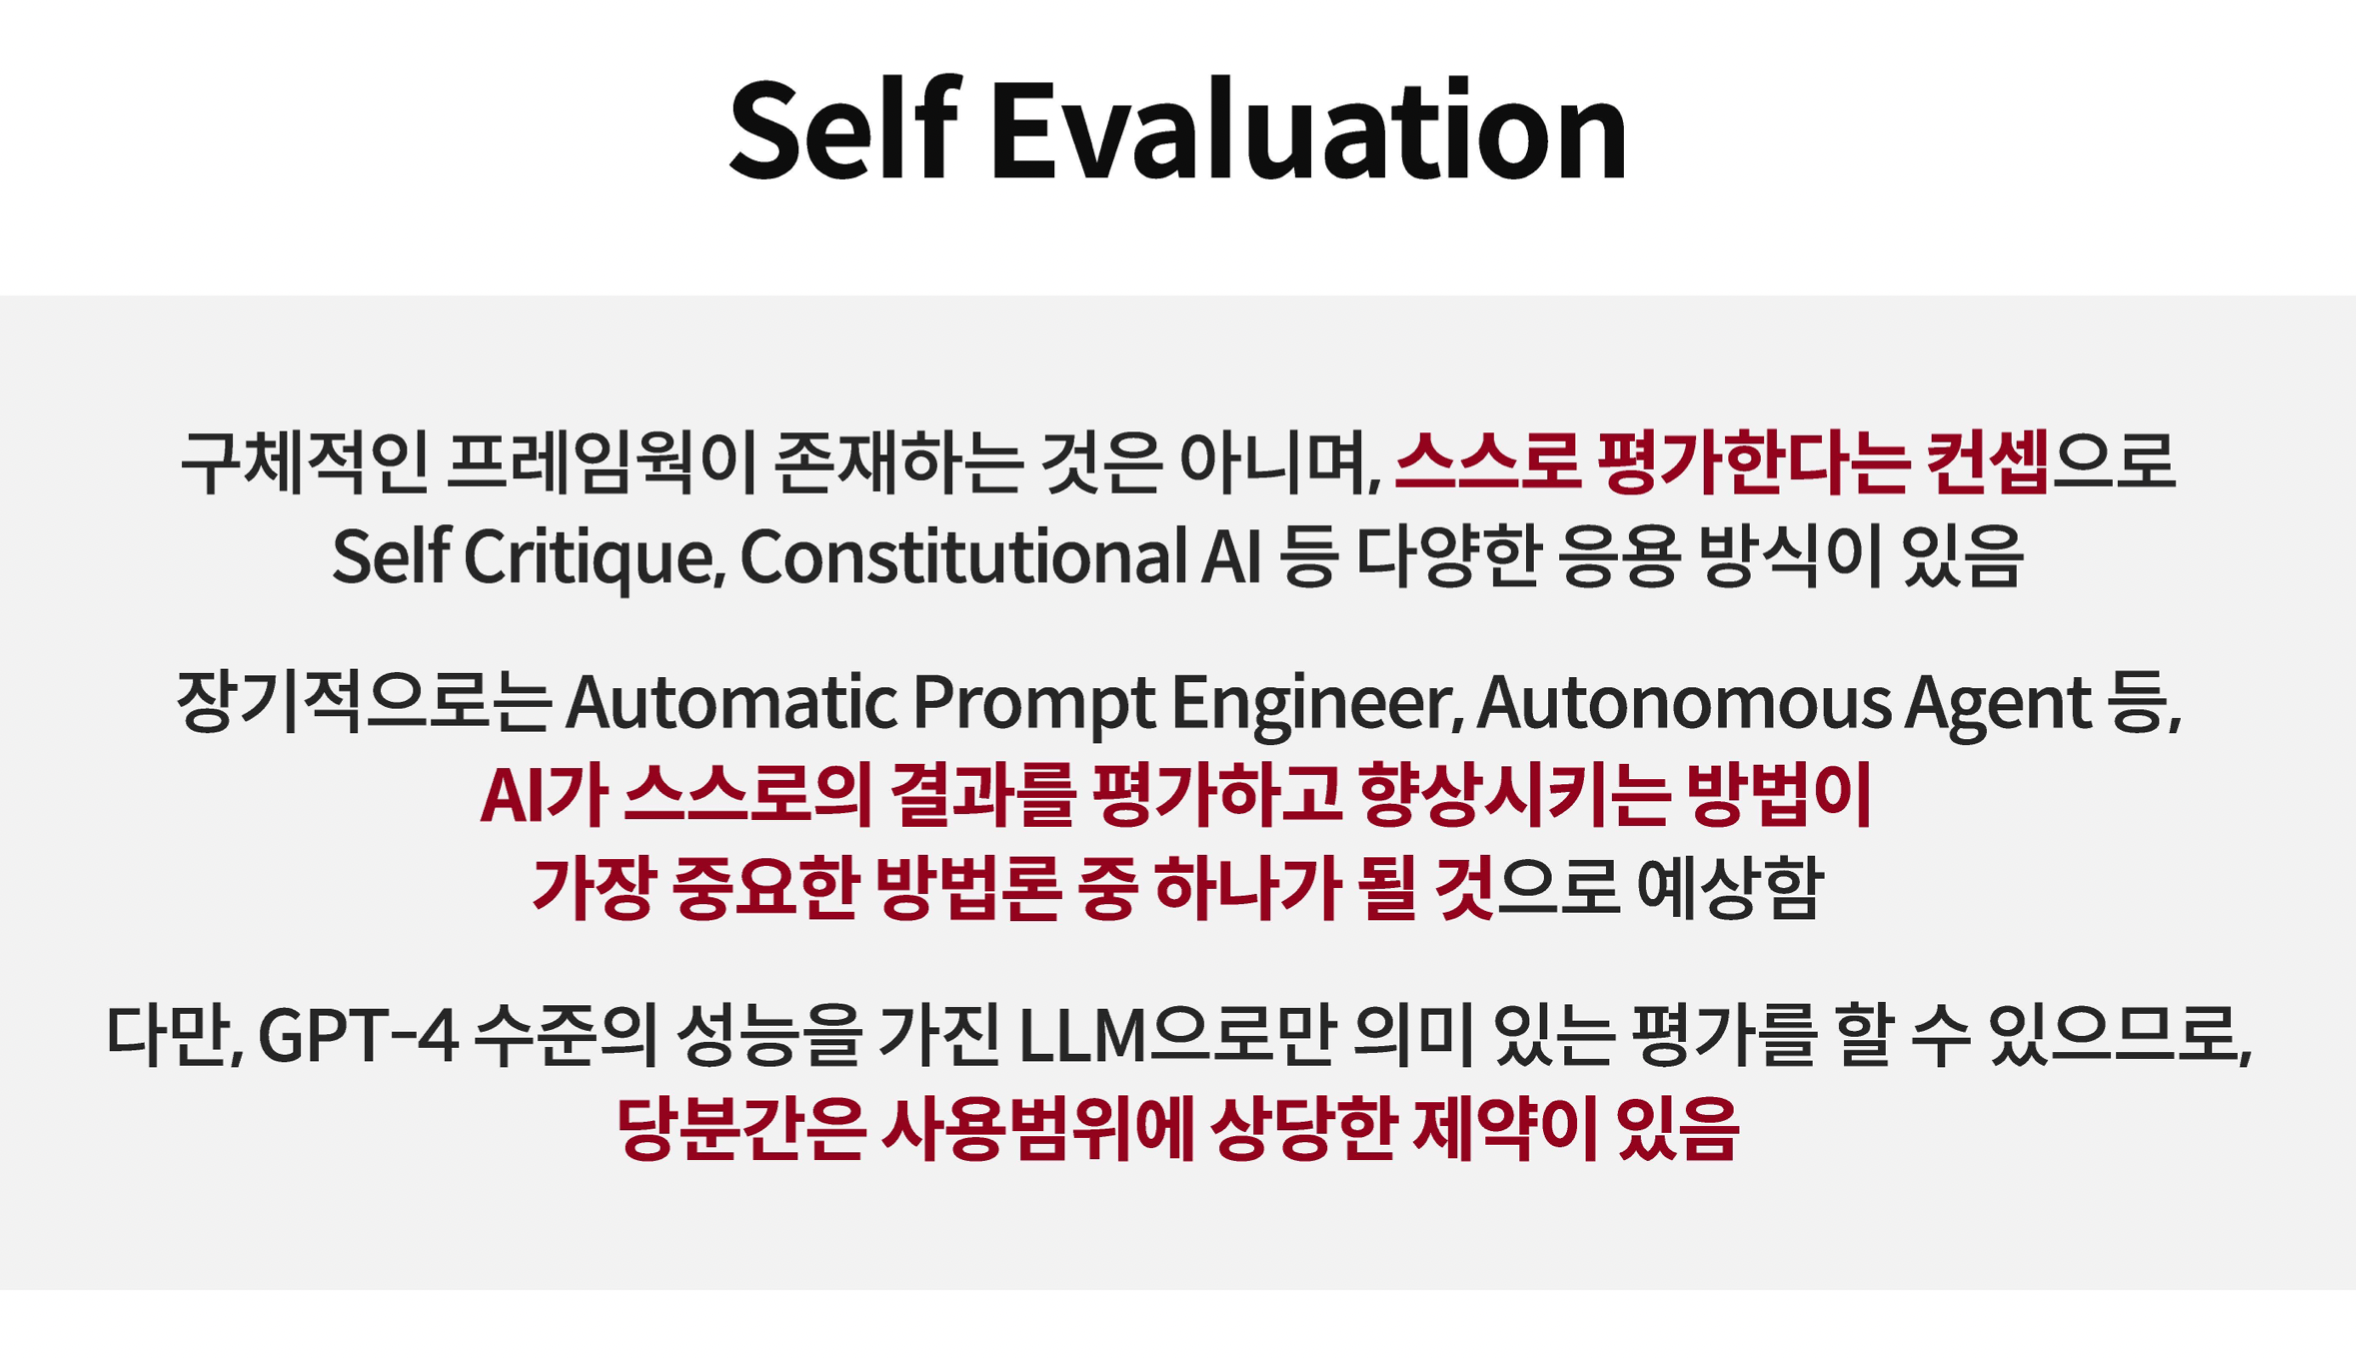 Self Evaluation
구체적인 프레임웍이 존재하는 것은 아니며, 스스로 평가한다는 컨셉으로
Self Critique, Constitutional AI 등 다양한 응용 방식이 있음
장기적으로는 Automatic Prompt Engineer, Autonomous Agent 등,
AI가 스스로의 결과를 평가하고 향상시키는 방법이
가장 중요한 방법론 중 하나가 될 것으로 예상함
다만, GPT-4 수준의 성능을 가진 LLM으로만 의미 있는 평가를 할 수 있으므로,
당분간은 사용범위에 상당한 제약이 있음